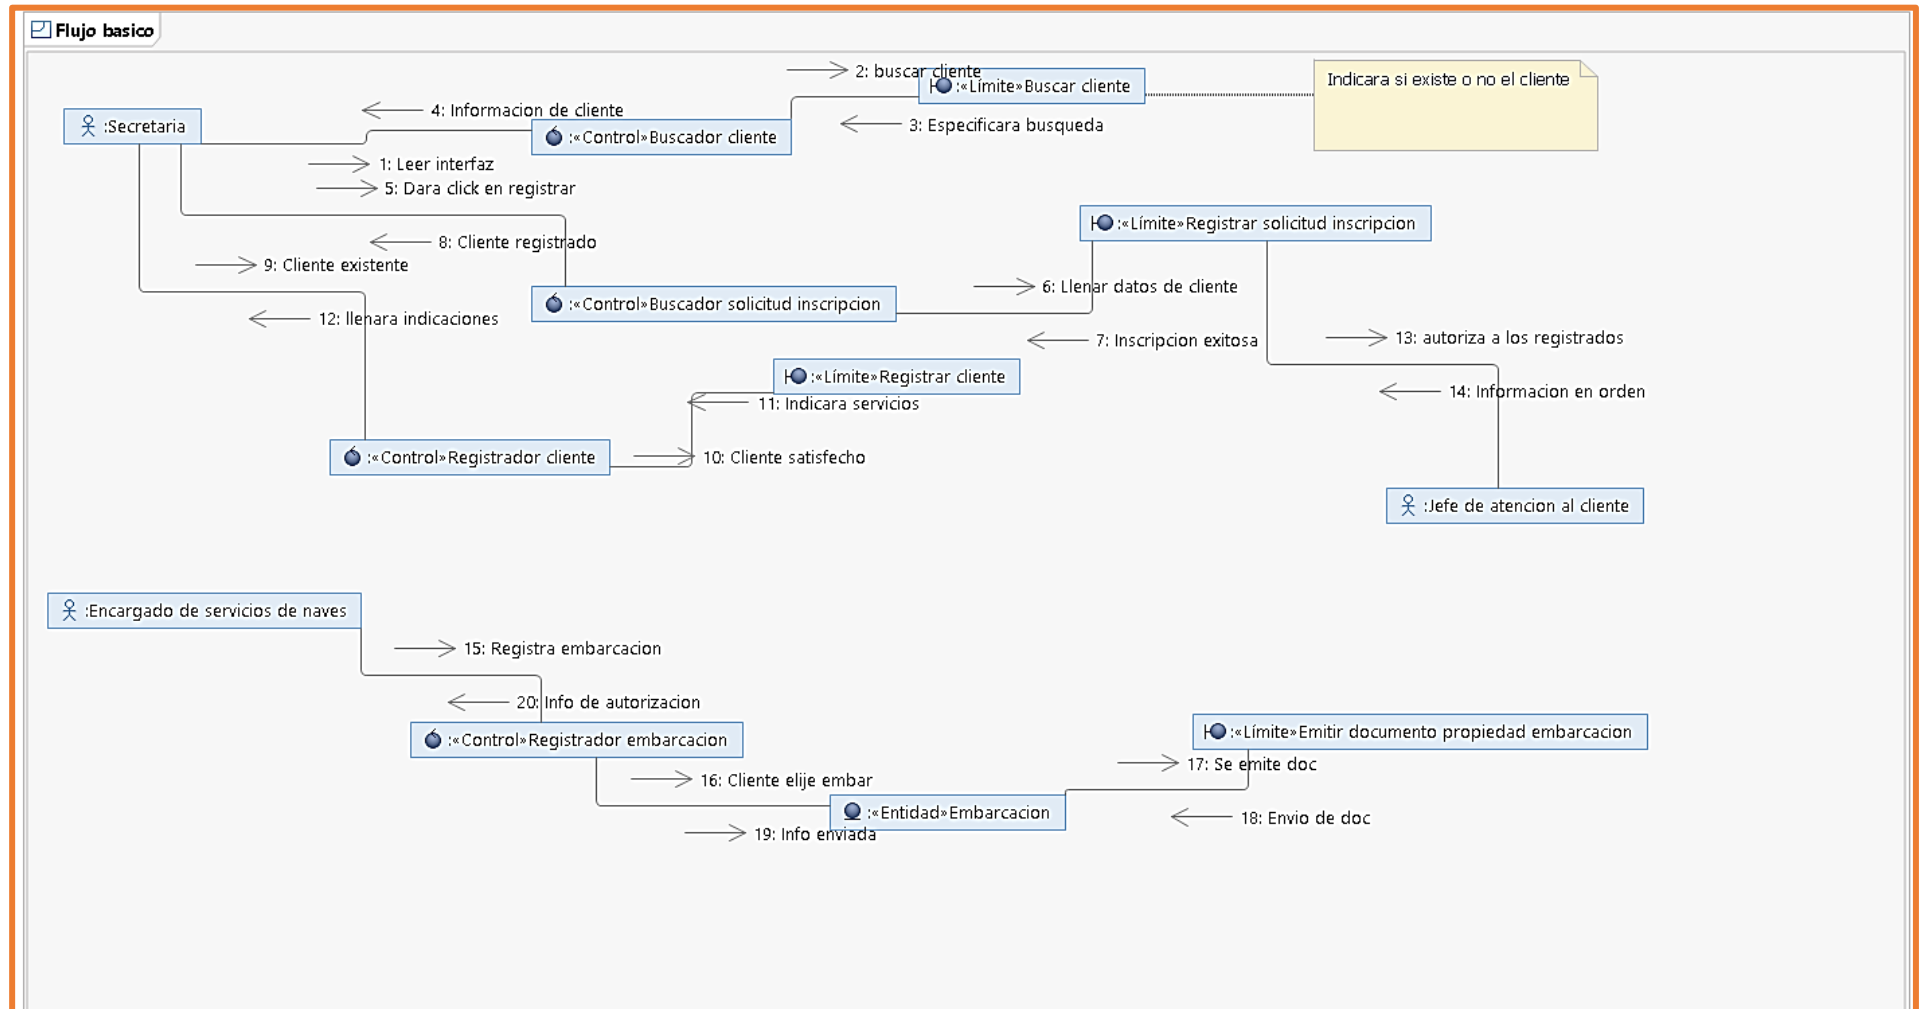 Flujo basico
2: buscar cliente
:«Límite»Buscar cliente
Indicara si existe o no el cliente
4: Informacion de cliente
:Secretaria
:«Control»Buscador cliente
3: Especificara busqueda
1: Leer interfaz
5: Dara click en registrar
:«Límite»Registrar solicitud inscripcion
8: Cliente registrado
9: Cliente existente
6: Llenar datos de cliente
:«Control»Buscador solicitud inscripcion
12: llenara indicaciones
7: Inscripcion exitosa
13: autoriza a los registrados
:«Límite»Registrar cliente
11: Indicara servicios
14: Informacion en orden
:«Control»Registrador cliente
10: Cliente satisfecho
:Jefe de atencion al cliente
:Encargado de servicios de naves
15: Registra embarcacion
20: Info de autorizacion
:«Control»Registrador embarcacion
:«Límite»Emitir documento propiedad embarcacion
17: Se emite doc
16: Cliente elije embar
:«Entidad»Embarcacion
18: Envio de doc
19: Info enviada